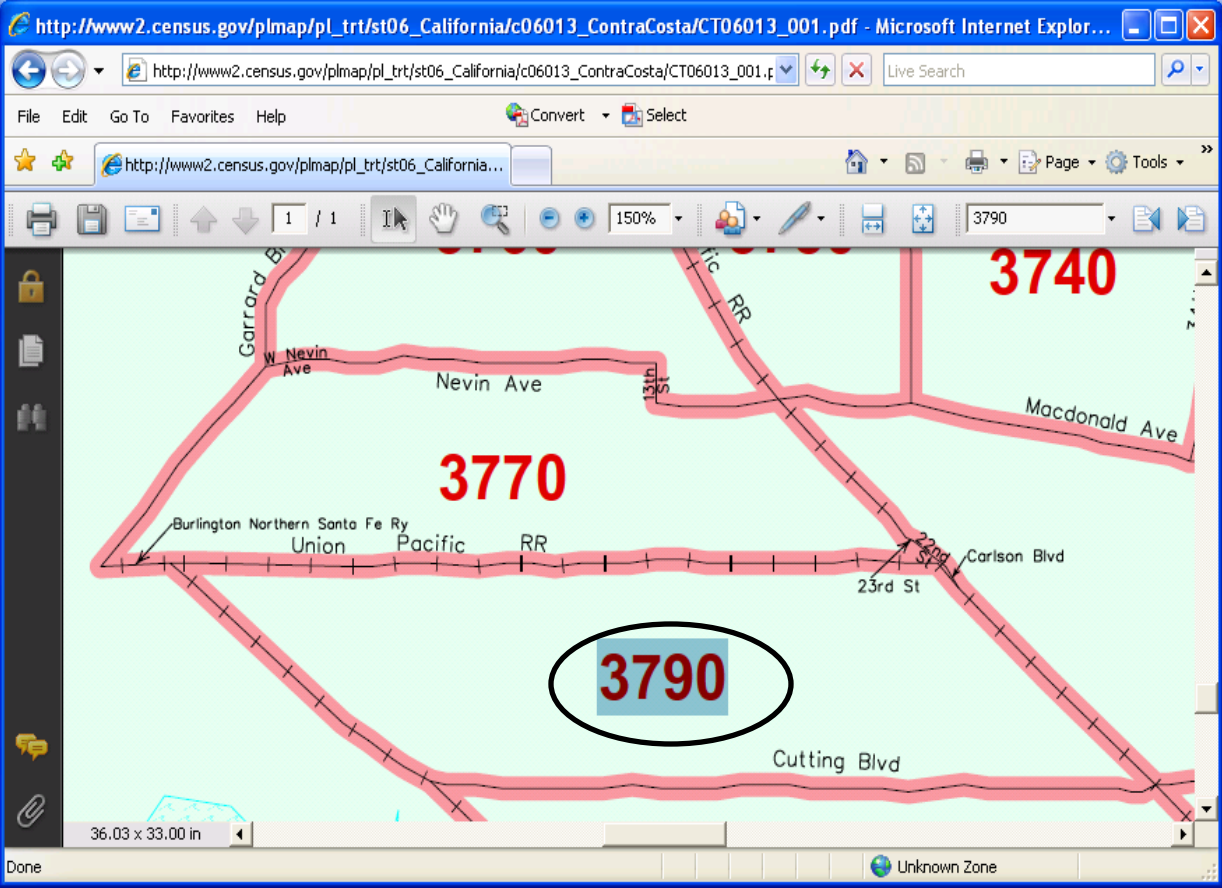 http://www2.census.gov/plmap/pl_trt/st06_California/c06013_ContraCosta/CT06013_001.pdf - Microsoft Internet Explor...
http://www2.census.gov/plmap/pl_trt/st06_California/c06013_ContraCosta/CT06013_001.p
Live Search
File Edit Go To Favorites Help
Convert Select
http://www2.census.gov/plmap/pl_trt/st06_California...
Page Tools »
1 / 1 150% 3790
Garrard
RR
3740
W Nevin Ave
Nevin Ave
13th St
Macdonald Ave
3770
Burlington Northern Santa Fe Ry
Union Pacific RR
22nd St
Carlson Blvd
23rd St
3790
Cutting Blvd
36.03 x 33.00 in
Done
Unknown Zone